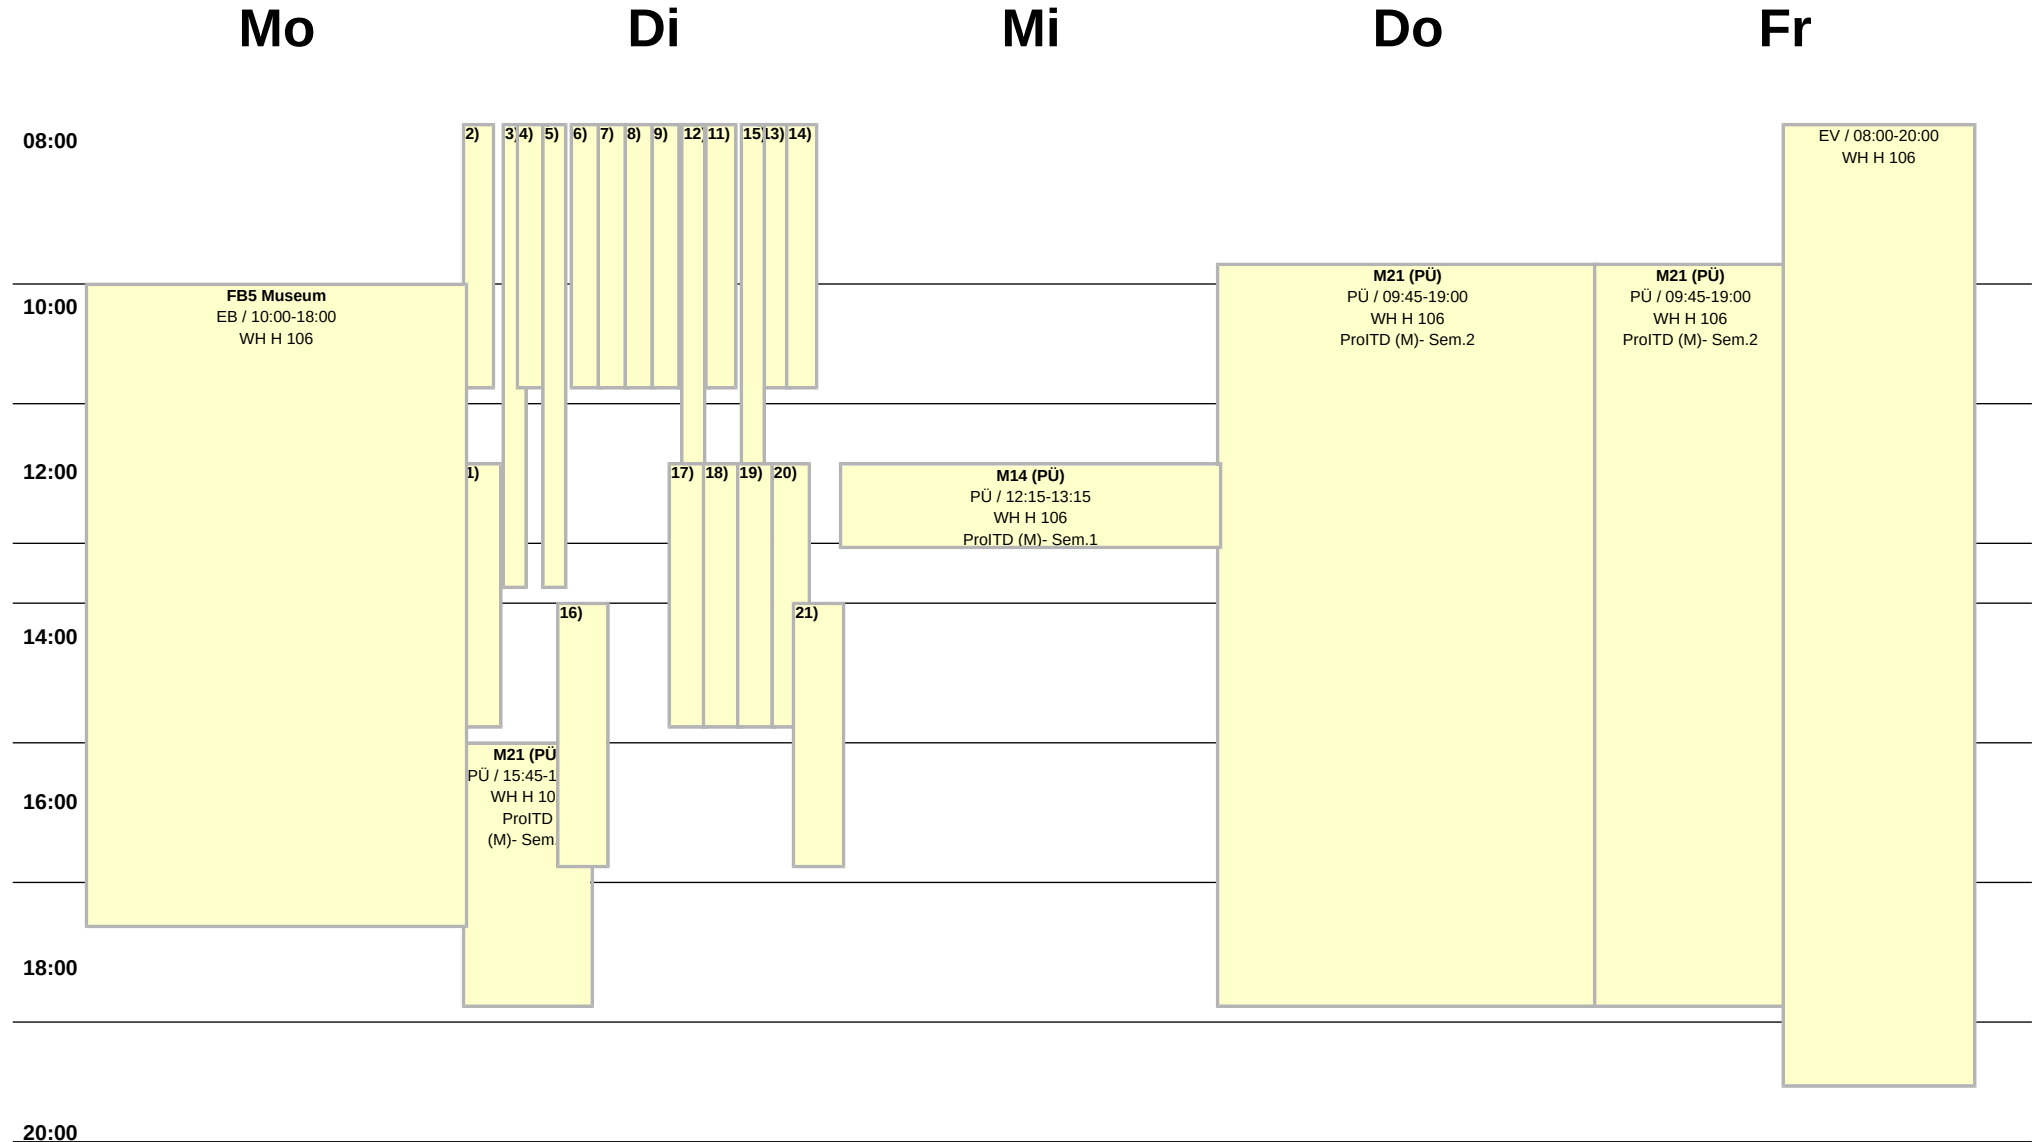 Mo Di Mi Do Fr
08:00
10:00
12:00
14:00
16:00
18:00
20:00
FB5 Museum
EB / 10:00-18:00
WH H 106
2) 3) 4) 5) 6) 7) 8) 9) 12) 11) 15) 13) 14)
1)
17) 18) 19) 20)
16)
21)
M21 (PÜ
PÜ / 15:45-1
WH H 10
ProITD
(M)- Sem.
M14 (PÜ)
PÜ / 12:15-13:15
WH H 106
ProITD (M)- Sem.1
M21 (PÜ)
PÜ / 09:45-19:00
WH H 106
ProITD (M)- Sem.2
M21 (PÜ)
PÜ / 09:45-19:00
WH H 106
ProITD (M)- Sem.2
EV / 08:00-20:00
WH H 106